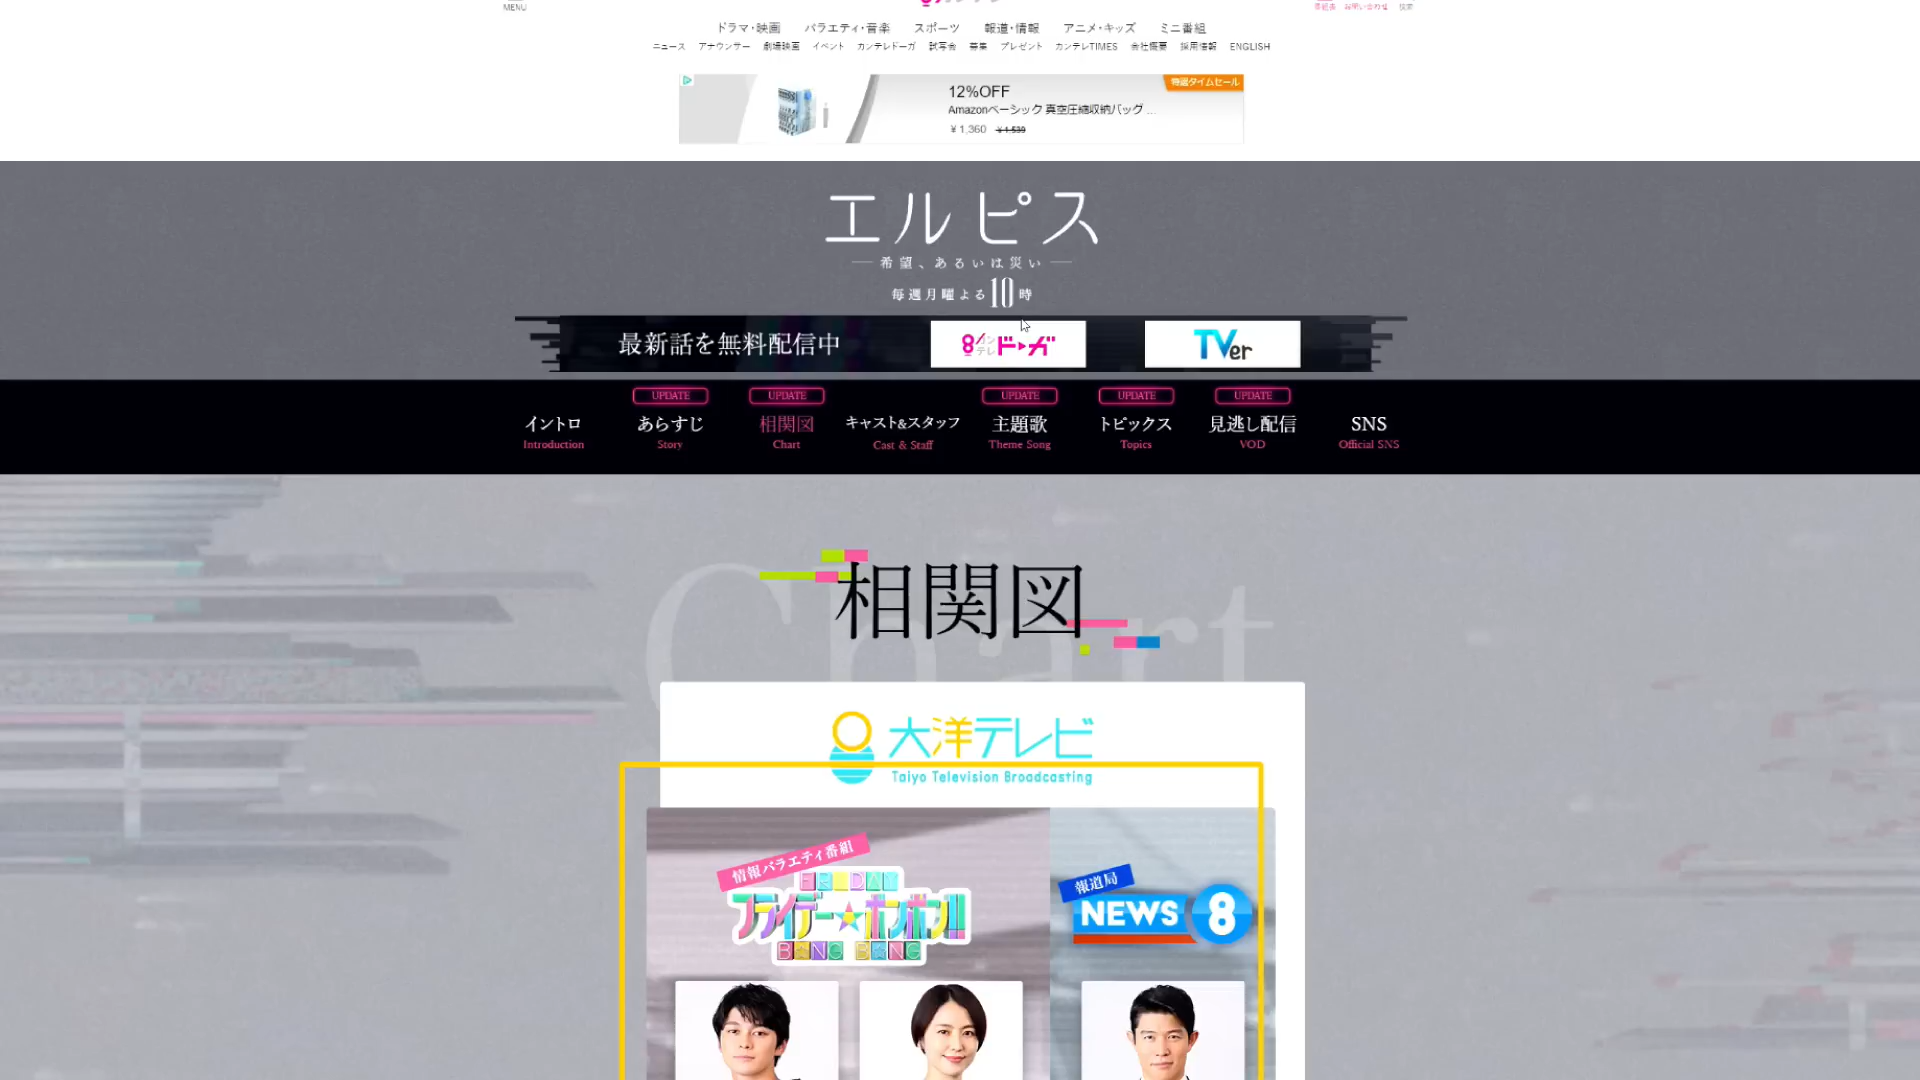 MENU
番組表 お問い合わせ 検索
ドラマ・映画 バラエティ・音楽 スポーツ 報道・情報 アニメ・キッズ ミニ番組
ニュース アナウンサー 劇場映画 イベント カンテレドーガ 試写会 募集 プレゼント カンテレTIMES 会社概要 採用情報 ENGLISH
特選タイムセール
12%OFF
Amazonベーシック 真空圧縮収納バッグ ...
¥1,360 ¥1,539
エルピス
希望、あるいは災い
毎週月曜よる10時
最新話を無料配信中
8 カンテレ ドーガ
TVer
UPDATE UPDATE UPDATE UPDATE UPDATE
イントロ あらすじ 相関図 キャスト&スタッフ 主題歌 トピックス 見逃し配信 SNS
Introduction Story Chart Cast & Staff Theme Song Topics VOD Official SNS
Chart
相関図
大洋テレビ
Taiyo Television Broadcasting
情報バラエティ番組
FRIDAY
フライデー★ボンボン!!
BONG BONG
報道局
NEWS 8